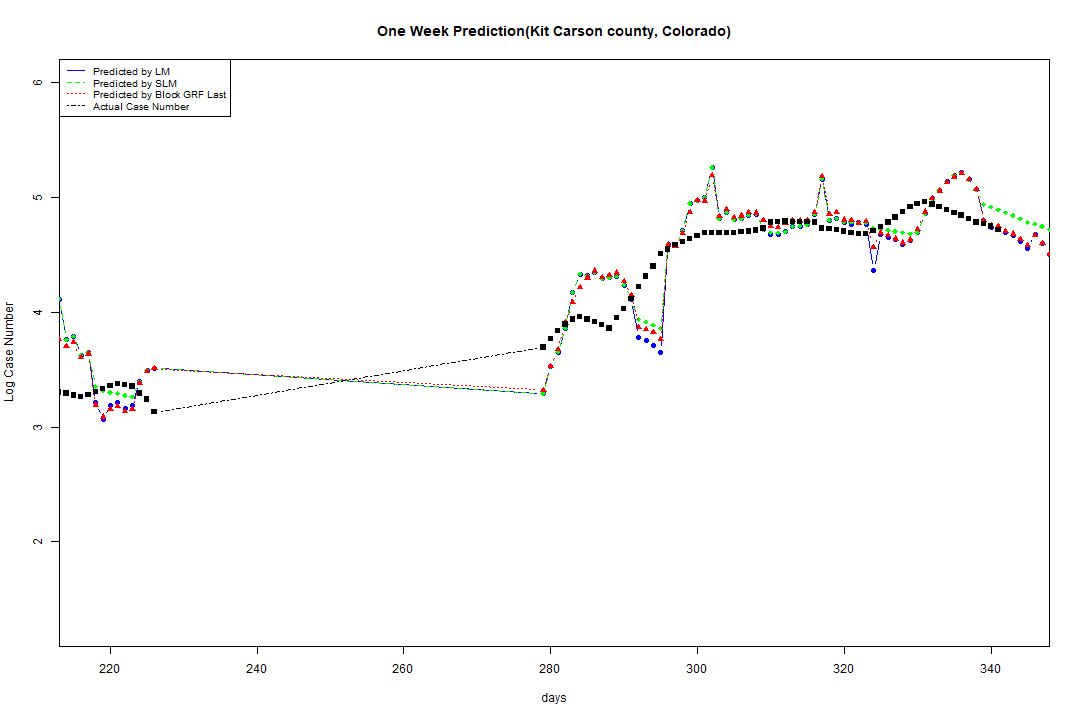 One Week Prediction(Kit Carson county, Colorado)
Predicted by LM
Predicted by SLM
Predicted by Block GRF Last
Actual Case Number
Log Case Number
6
5
4
3
2
220 240 260 280 300 320 340
days